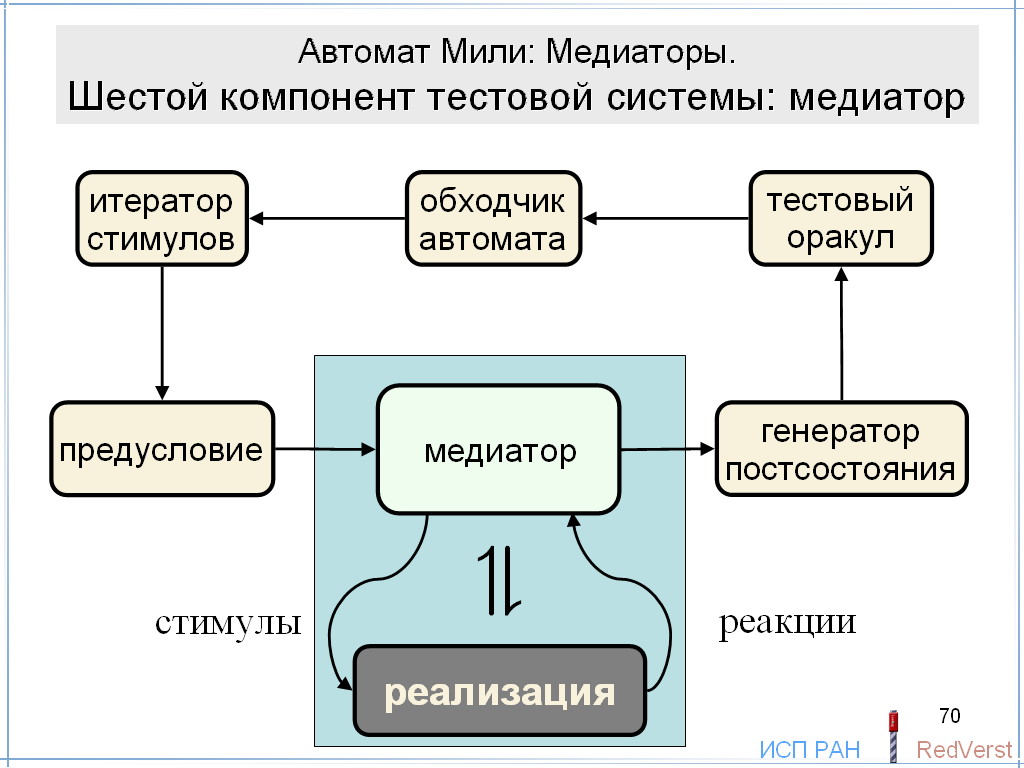 Автомат Мили: Медиаторы.
Шестой компонент тестовой системы: медиатор
итератор
стимулов
обходчик
автомата
тестовый
оракул
предусловие
медиатор
генератор
постсостояния
стимулы
реакции
реализация
70
ИСП РАН
RedVerst